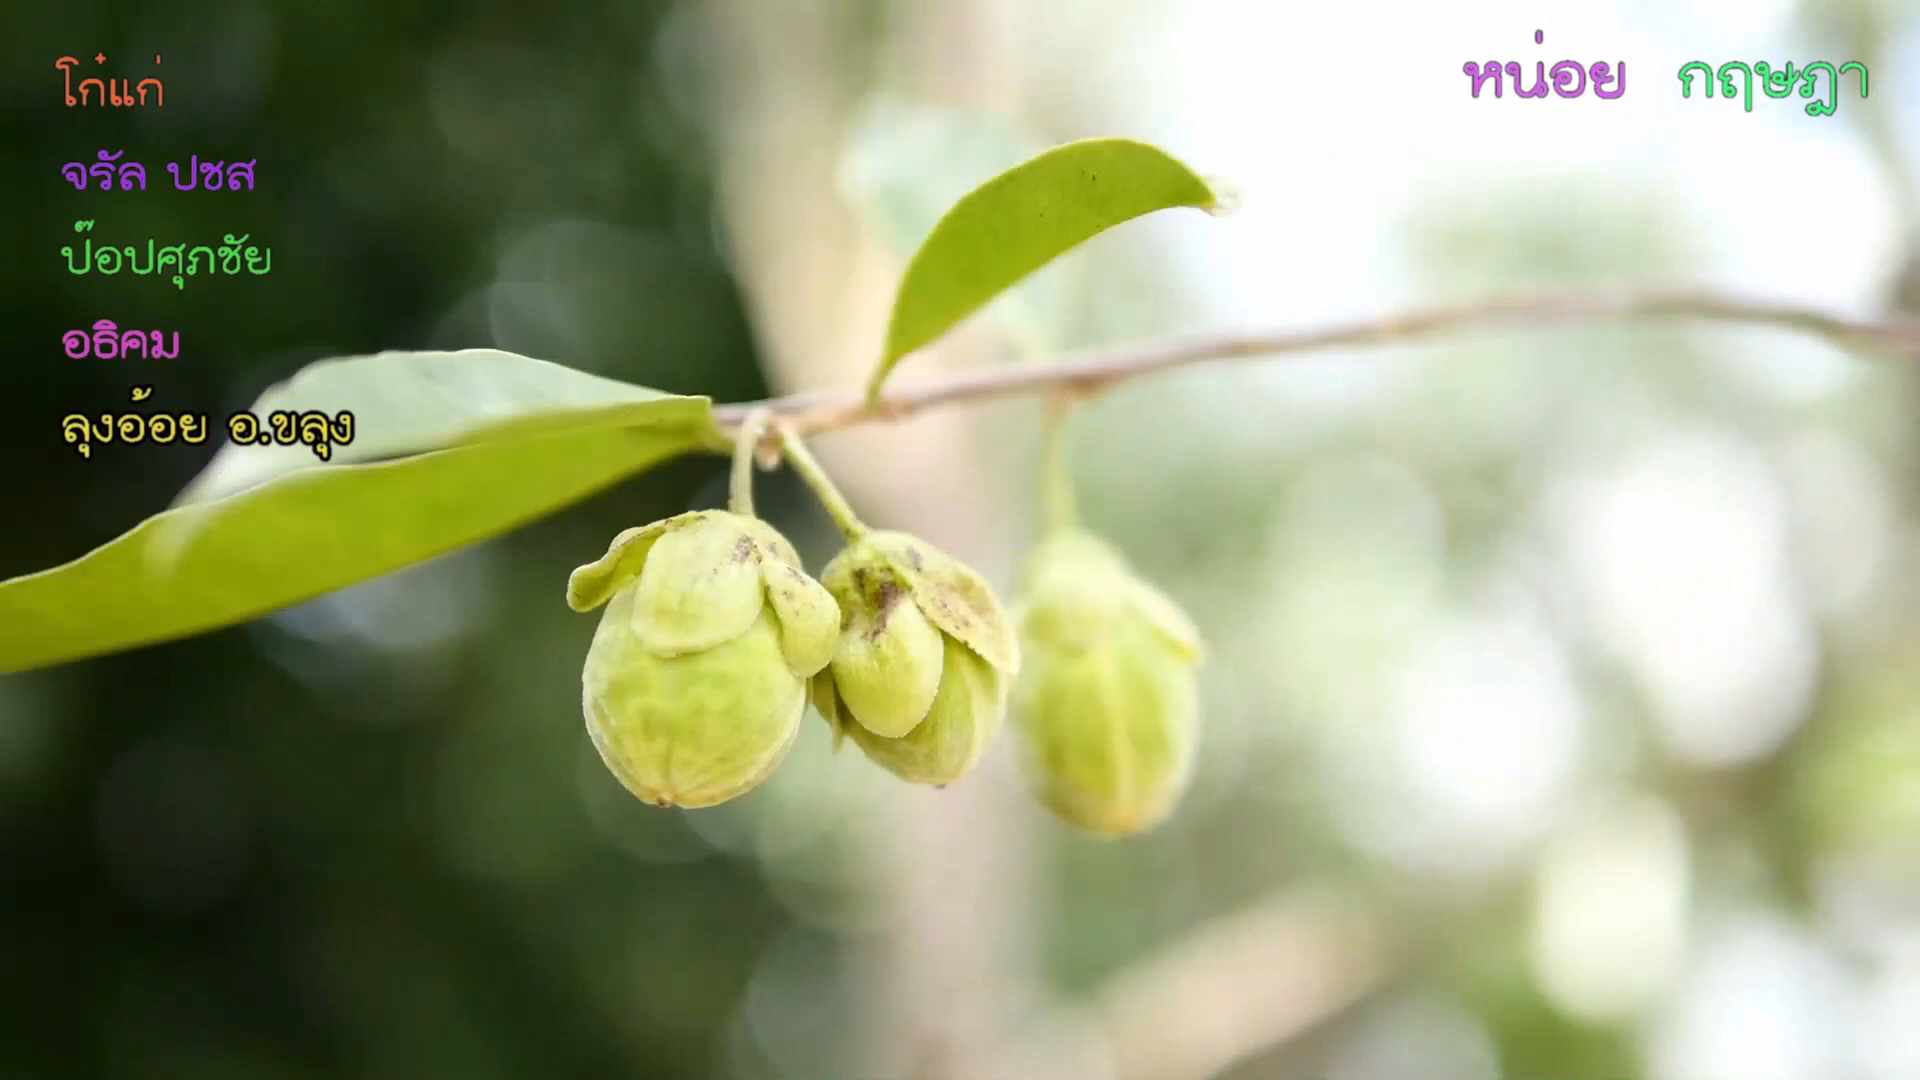 โก๋แก่
จรัล ปชส
ป๊อปศุภชัย
อธิคม
ลุงอ้อย อ.ขลุง
หน่อย กฤษฎา